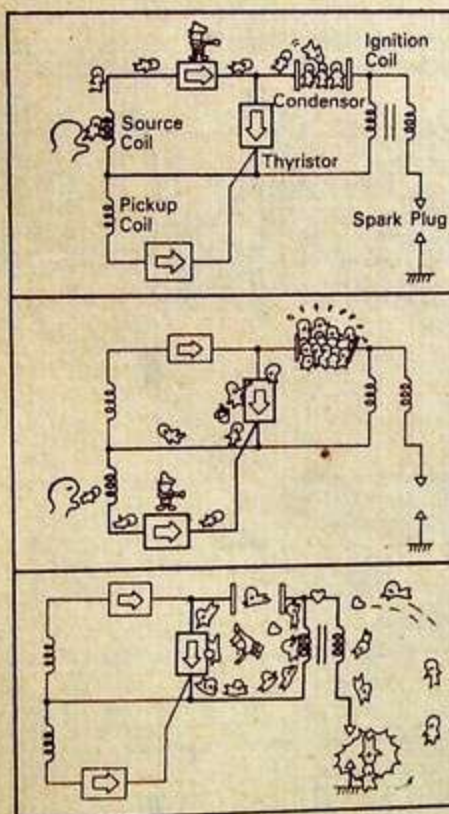 Ignition
Coil
Source
Coil
Condensor
Thyristor
Pickup
Coil
Spark Plug